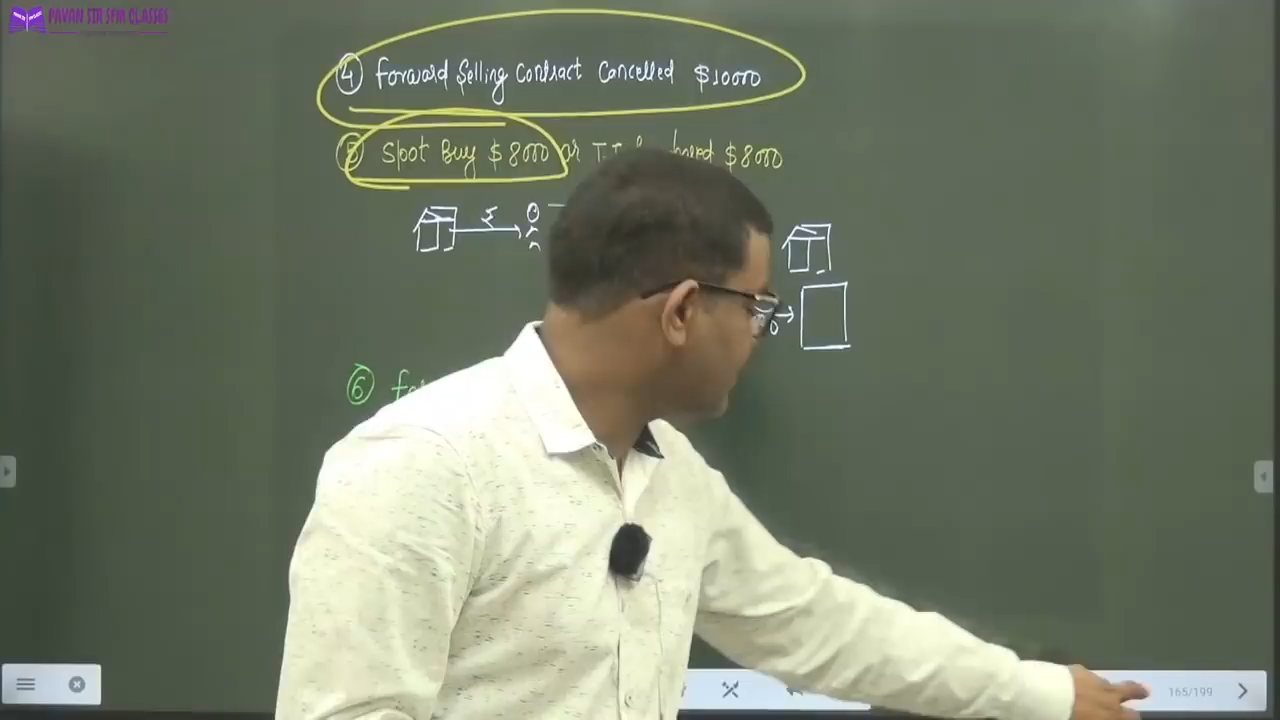 PAVAN SIR SFM CLASSES
④ Forward Selling Contract Cancelled $10000
⑤ Spot Buy $8000 or T.T. $8000
₹
⑥
165/199